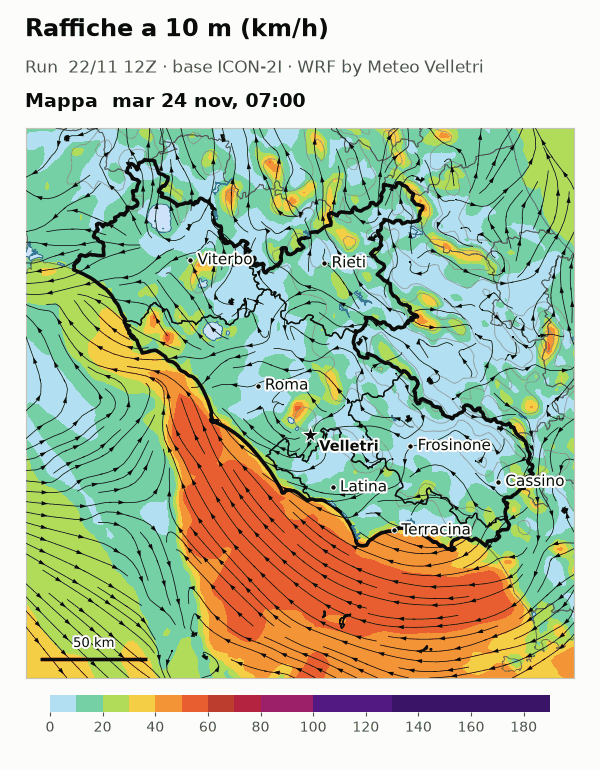 Raffiche a 10 m (km/h)
Run  22/11 12Z · base ICON-2I · WRF by Meteo Velletri
Mappa  mar 24 nov, 07:00
Viterbo
Rieti
Roma
Velletri
Frosinone
Latina
Cassino
Terracina
50 km
0 20 40 60 80 100 120 140 160 180